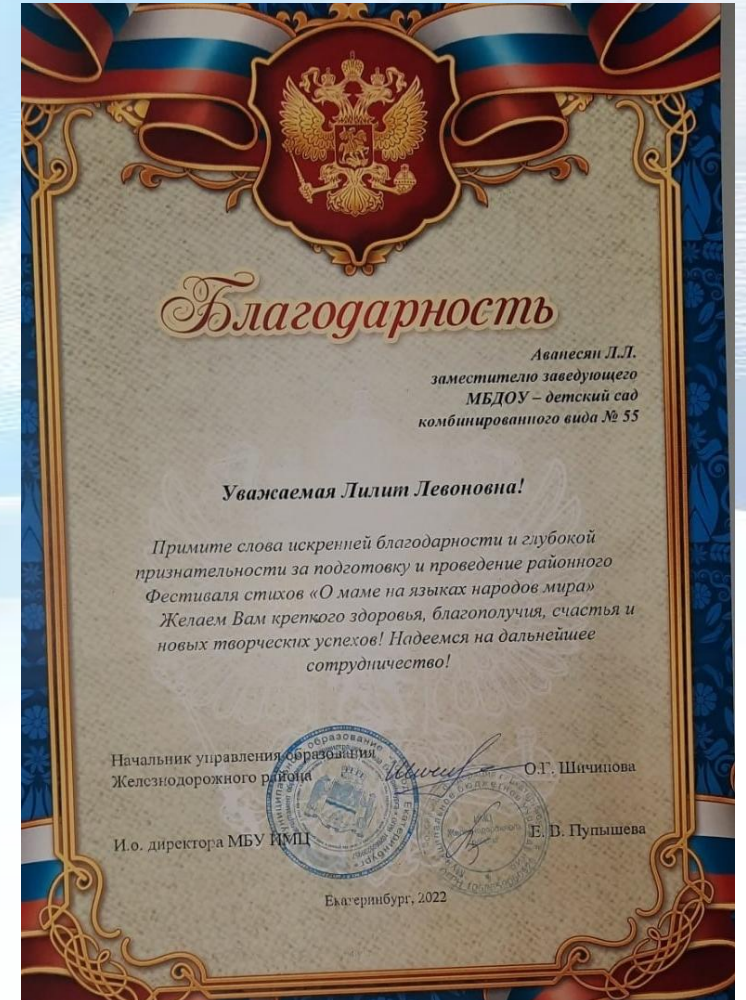 Благодарность
Аванесян Л.Л.
заместителю заведующего
МБДОУ – детский сад
комбинированного вида № 55
Уважаемая Лилит Левоновна!
Примите слова искренней благодарности и глубокой
признательности за подготовку и проведение районного
Фестиваля стихов «О маме на языках народов мира»
Желаем Вам крепкого здоровья, благополучия, счастья и
новых творческих успехов! Надеемся на дальнейшее
сотрудничество!
Начальник управления образования
Железнодорожного района
О.Г. Шичипова
И.о. директора МБУ ИМЦ
Е. В. Пупышева
Екатеринбург, 2022